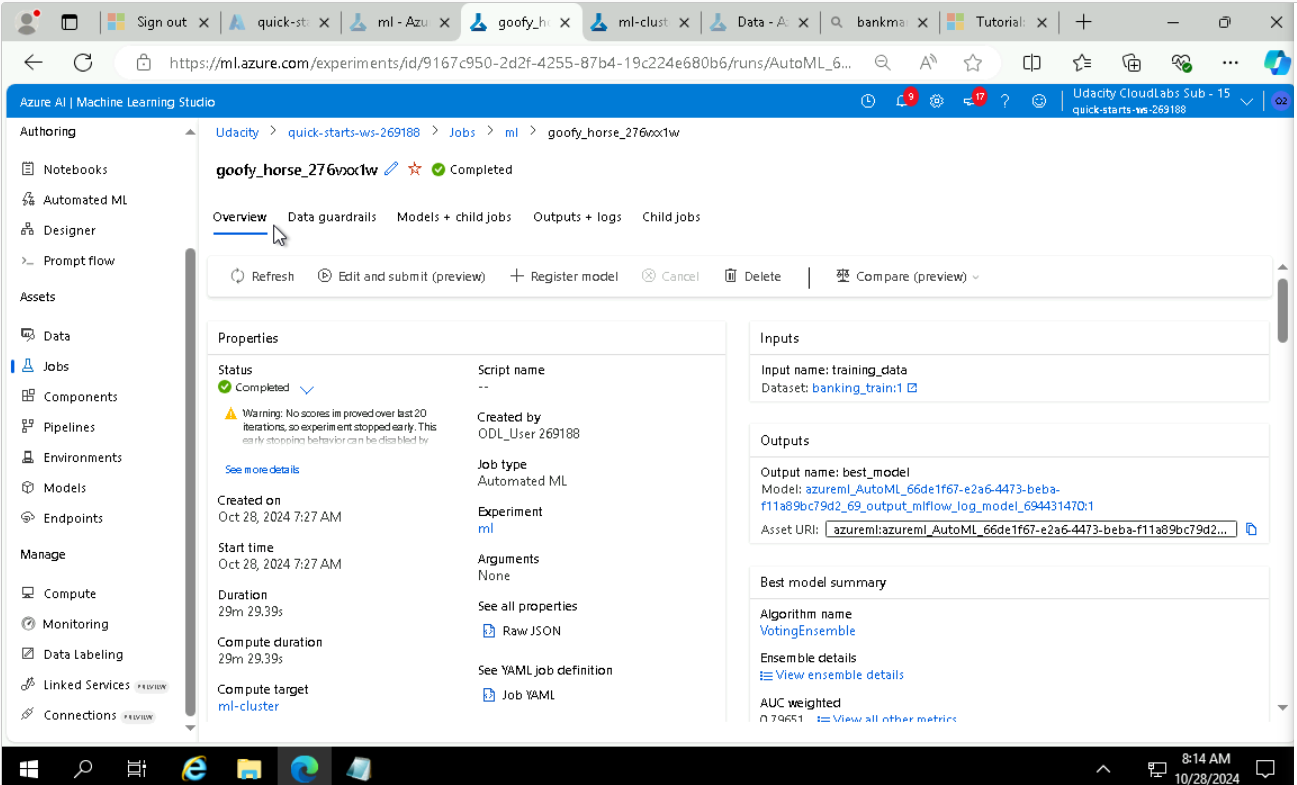 Sign out
quick-sta
ml - Azu
goofy_ho
ml-clust
Data - A
bankma
Tutorial:
https://ml.azure.com/experiments/id/9167c950-2d2f-4255-87b4-19c224e680b6/runs/AutoML_6...
Azure AI | Machine Learning Studio
9
17
?
Udacity CloudLabs Sub - 15
quick-starts-ws-269188
O2
Authoring
Notebooks
Automated ML
Designer
Prompt flow
Assets
Data
Jobs
Components
Pipelines
Environments
Models
Endpoints
Manage
Compute
Monitoring
Data Labeling
Linked Services PREVIEW
Connections PREVIEW
Udacity > quick-starts-ws-269188 > Jobs > ml > goofy_horse_276vxx1w
goofy_horse_276vxx1w Completed
Overview Data guardrails Models + child jobs Outputs + logs Child jobs
Refresh Edit and submit (preview) Register model Cancel Delete Compare (preview)
Properties
Status
Completed
Warning: No scores improved over last 20
iterations, so experiment stopped early. This
early stopping behavior can be disabled by
See more details
Created on
Oct 28, 2024 7:27 AM
Start time
Oct 28, 2024 7:27 AM
Duration
29m 29.39s
Compute duration
29m 29.39s
Compute target
ml-cluster
Script name
--
Created by
ODL_User 269188
Job type
Automated ML
Experiment
ml
Arguments
None
See all properties
Raw JSON
See YAML job definition
Job YAML
Inputs
Input name: training_data
Dataset: banking_train:1
Outputs
Output name: best_model
Model: azureml_AutoML_66de1f67-e2a6-4473-beba-
f11a89bc79d2_69_output_mlflow_log_model_694431470:1
Asset URI: azureml:azureml_AutoML_66de1f67-e2a6-4473-beba-f11a89bc79d2...
Best model summary
Algorithm name
VotingEnsemble
Ensemble details
View ensemble details
AUC weighted
0.79651 View all other metrics
8:14 AM
10/28/2024